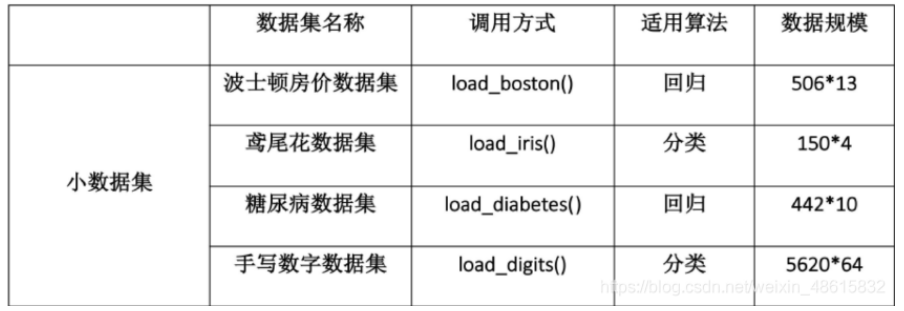 数据集名称 调用方式 适用算法 数据规模
波士顿房价数据集 load_boston() 回归 506*13
鸢尾花数据集 load_iris() 分类 150*4
小数据集
糖尿病数据集 load_diabetes() 回归 442*10
手写数字数据集 load_digits() 分类 5620*64
https://blog.csdn.net/weixin_48615832